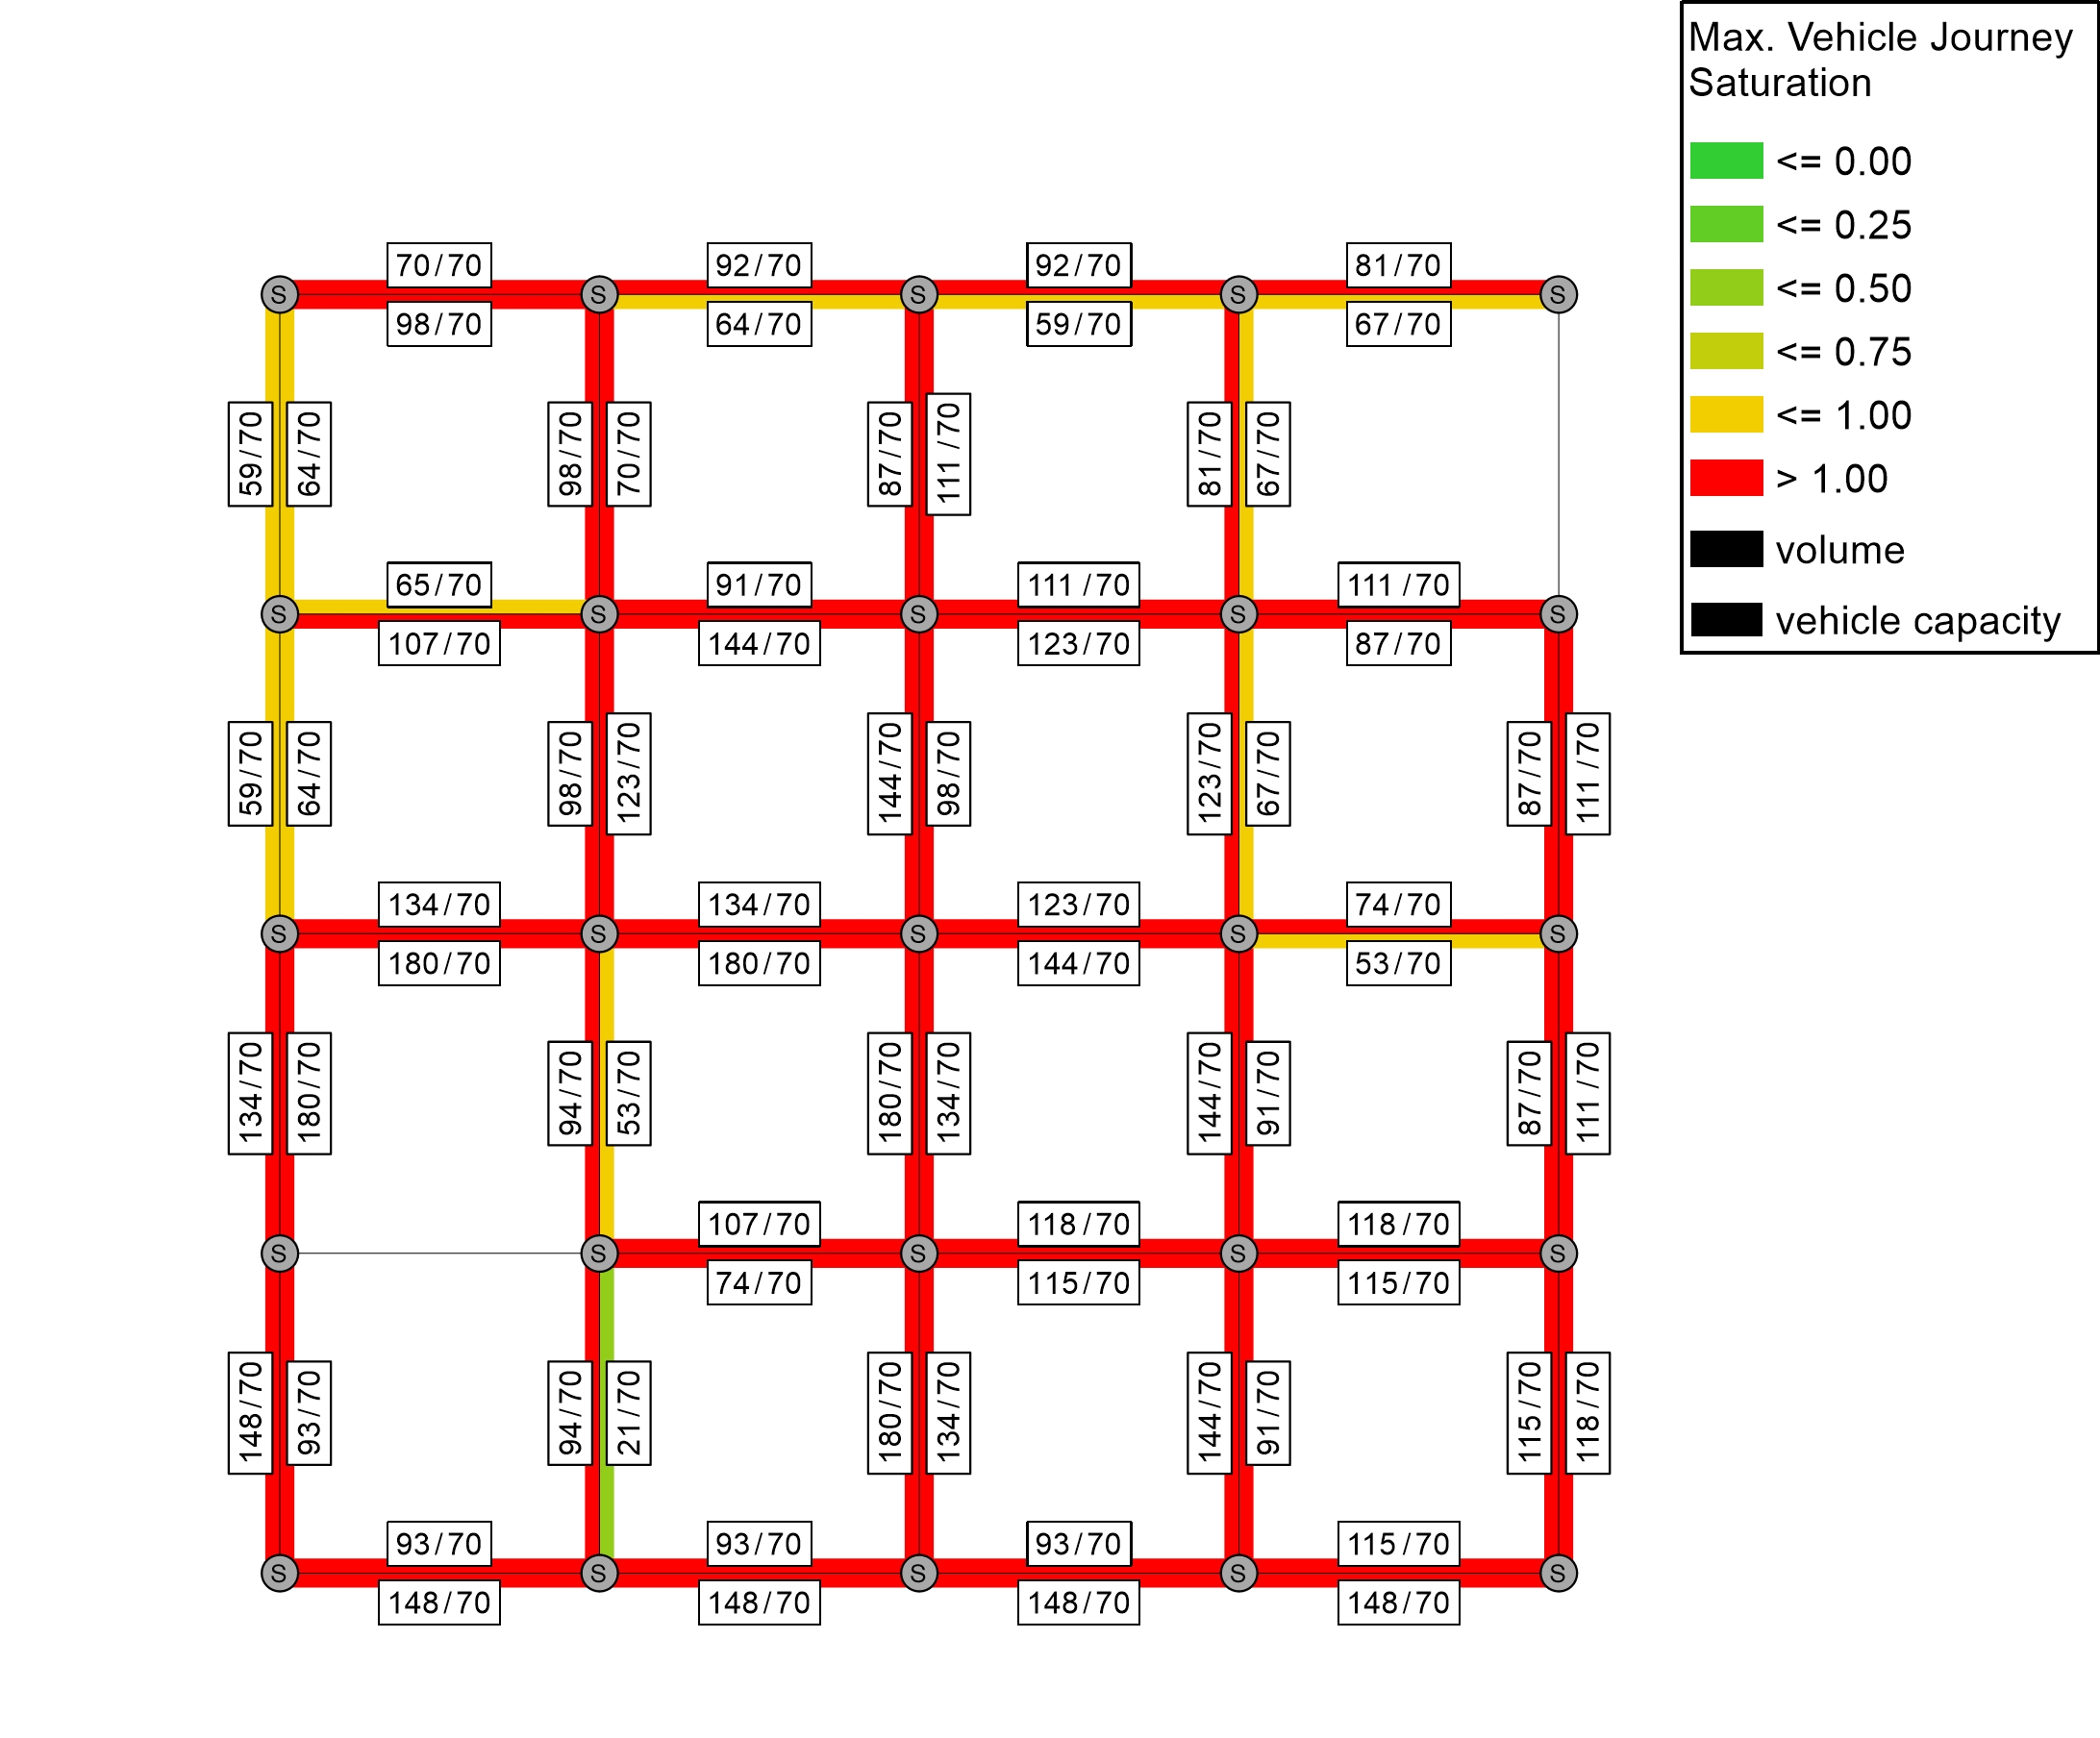 Max. Vehicle Journey
Saturation
<= 0.00
<= 0.25
<= 0.50
<= 0.75
<= 1.00
> 1.00
volume
vehicle capacity
70/70 92/70 92/70 81/70
S S S S S
98/70 64/70 59/70 67/70
59/70 64/70 98/70 70/70 87/70 111/70 81/70 67/70
65/70 91/70 111/70 111/70
S S S S S
107/70 144/70 123/70 87/70
59/70 64/70 98/70 123/70 144/70 98/70 123/70 67/70 87/70 111/70
134/70 134/70 123/70 74/70
S S S S S
180/70 180/70 144/70 53/70
134/70 180/70 94/70 53/70 180/70 134/70 144/70 91/70 87/70 111/70
107/70 118/70 118/70
S S S S S
74/70 115/70 115/70
148/70 93/70 94/70 21/70 180/70 134/70 144/70 91/70 115/70 118/70
93/70 93/70 93/70 115/70
S S S S S
148/70 148/70 148/70 148/70